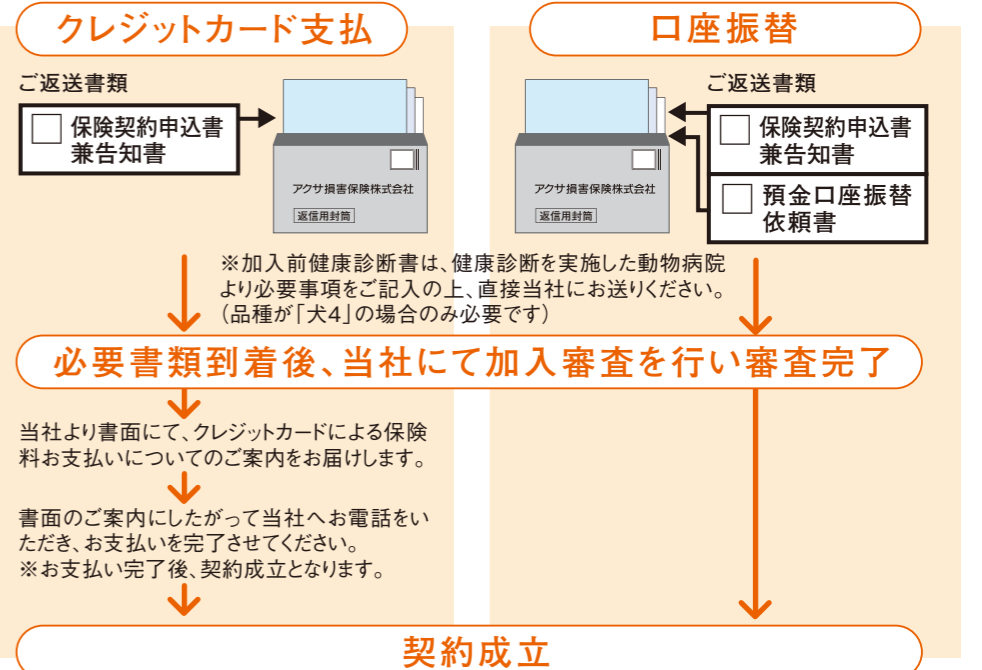 クレジットカード支払
ご返送書類
保険契約申込書
兼告知書
アクサ損害保険株式会社
返信用封筒
口座振替
ご返送書類
アクサ損害保険株式会社
返信用封筒
保険契約申込書
兼告知書
預金口座振替
依頼書
※加入前健康診断書は、健康診断を実施した動物病院
より必要事項をご記入の上、直接当社にお送りください。
(品種が「犬4」の場合のみ必要です)
必要書類到着後、当社にて加入審査を行い審査完了
当社より書面にて、クレジットカードによる保険
料お支払いについてのご案内をお届けします。
書面のご案内にしたがって当社へお電話をい
ただき、お支払いを完了させてください。
※お支払い完了後、契約成立となります。
契約成立